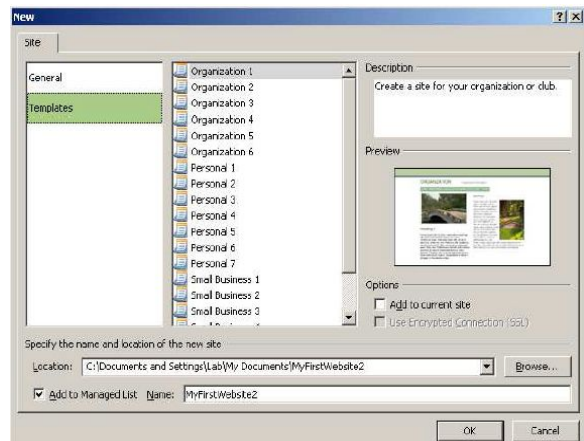 New
Site
General
Templates
Organization 1
Organization 2
Organization 3
Organization 4
Organization 5
Organization 6
Personal 1
Personal 2
Personal 3
Personal 4
Personal 5
Personal 6
Personal 7
Small Business 1
Small Business 2
Small Business 3
Description
Create a site for your organization or club.
Preview
ORGANIZATION
Options
Add to current site
Use Encrypted Connection (SSL)
Specify the name and location of the new site
Location: C:\Documents and Settings\Lab\My Documents\MyFirstWebsite2
Browse...
Add to Managed List Name: MyFirstWebsite2
OK Cancel